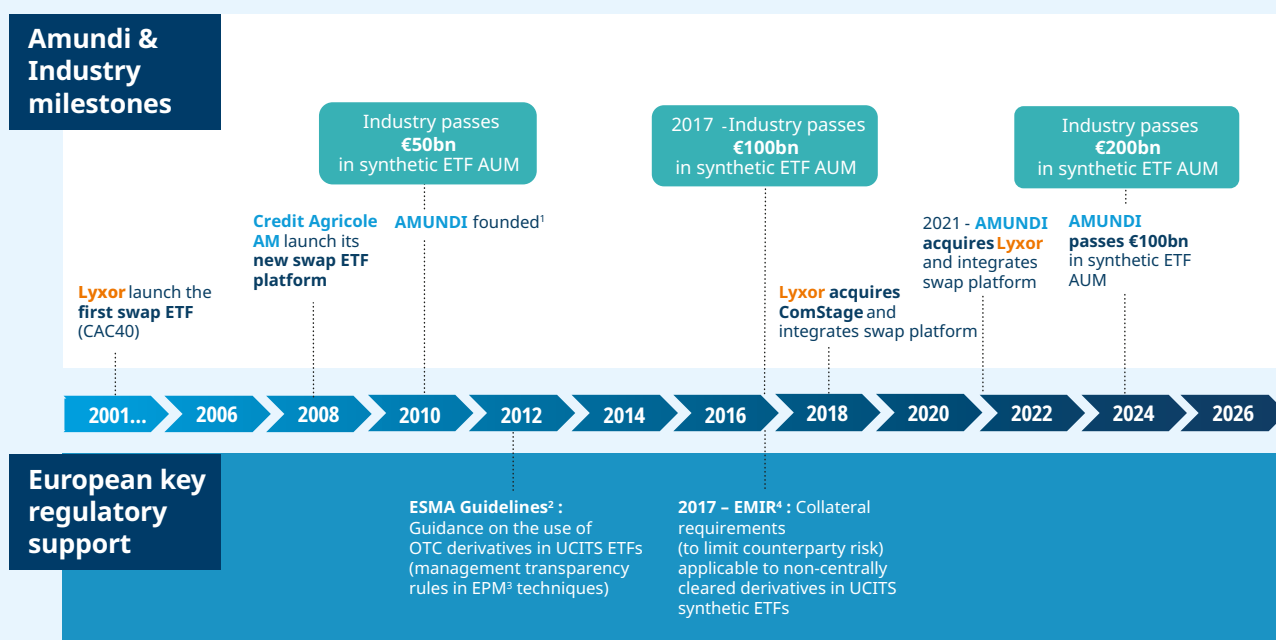 Amundi &
Industry
milestones
Industry passes
€50bn
in synthetic ETF AUM
2017 - Industry passes
€100bn
in synthetic ETF AUM
Industry passes
€200bn
in synthetic ETF AUM
Lyxor launch the
first swap ETF
(CAC40)
Credit Agricole
AM launch its
new swap ETF
platform
AMUNDI founded¹
Lyxor acquires
ComStage and
integrates swap platform
2021 - AMUNDI
acquires Lyxor
and integrates
swap platform
AMUNDI
passes €100bn
in synthetic ETF
AUM
2001... 2006 2008 2010 2012 2014 2016 2018 2020 2022 2024 2026
European key
regulatory
support
ESMA Guidelines² :
Guidance on the use of
OTC derivatives in UCITS ETFs
(management transparency
rules in EPM³ techniques)
2017 – EMIR⁴ : Collateral
requirements
(to limit counterparty risk)
applicable to non-centrally
cleared derivatives in UCITS
synthetic ETFs